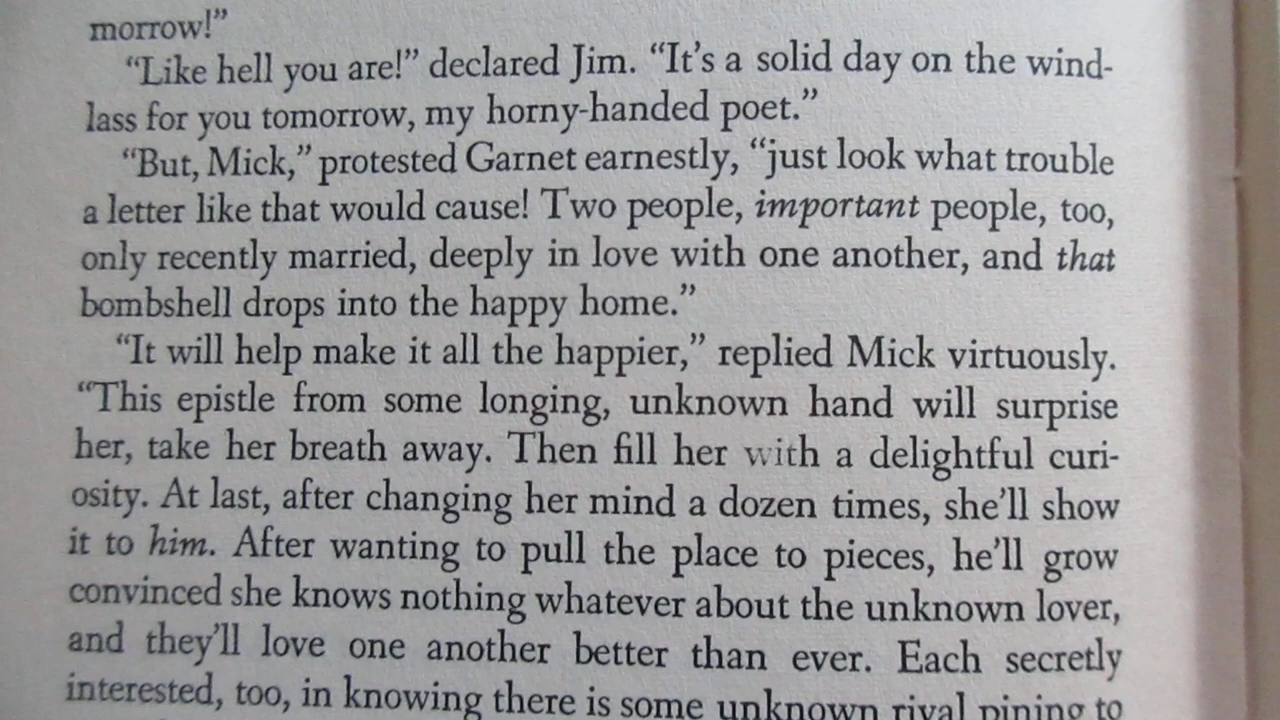 morrow!”
“Like hell you are!” declared Jim. “It’s a solid day on the wind-
lass for you tomorrow, my horny-handed poet.”
“But, Mick,” protested Garnet earnestly, “just look what trouble
a letter like that would cause! Two people, important people, too,
only recently married, deeply in love with one another, and that
bombshell drops into the happy home.”
“It will help make it all the happier,” replied Mick virtuously.
“This epistle from some longing, unknown hand will surprise
her, take her breath away. Then fill her with a delightful curi-
osity. At last, after changing her mind a dozen times, she’ll show
it to him. After wanting to pull the place to pieces, he’ll grow
convinced she knows nothing whatever about the unknown lover,
and they’ll love one another better than ever. Each secretly
interested, too, in knowing there is some unknown rival pining to